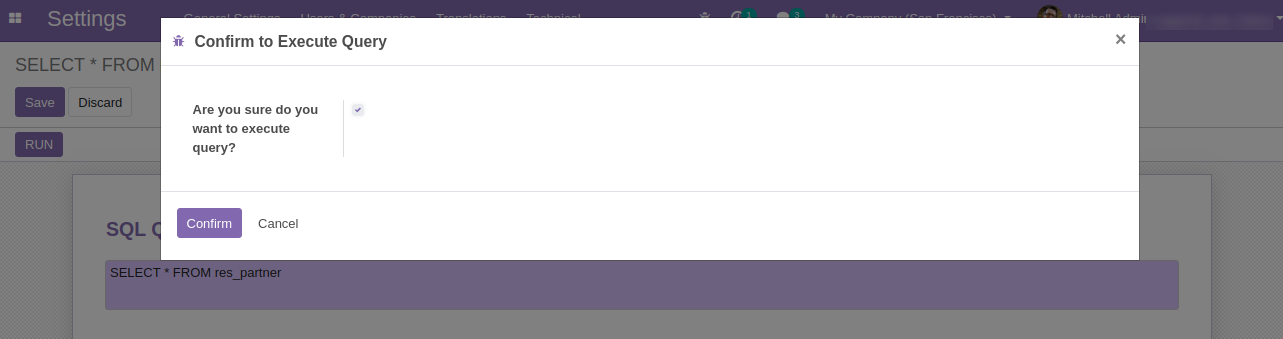 Settings General Settings Users & Companies Translations Technical 1 3 My Company (San Francisco) Mitchell Admin
Confirm to Execute Query ×
SELECT * FROM
Save Discard
Are you sure do you
want to execute
query?
RUN
Confirm Cancel
SQL Q
SELECT * FROM res_partner